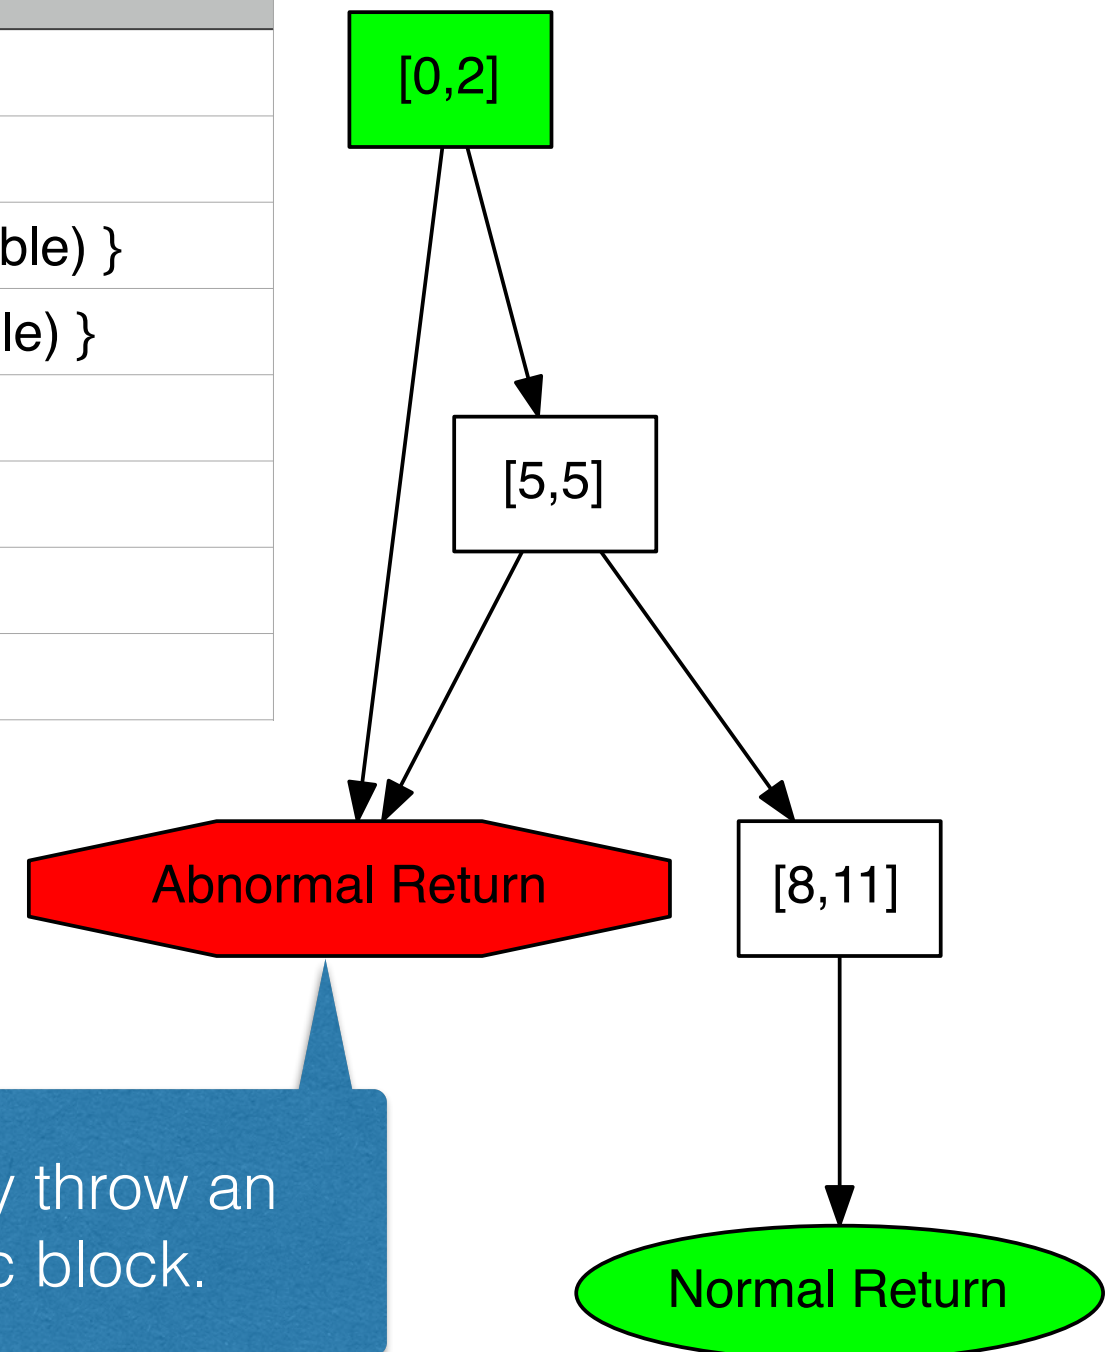 [0,2]
ble) }
le) }
[5,5]
Abnormal Return
[8,11]
throw an
block.
Normal Return